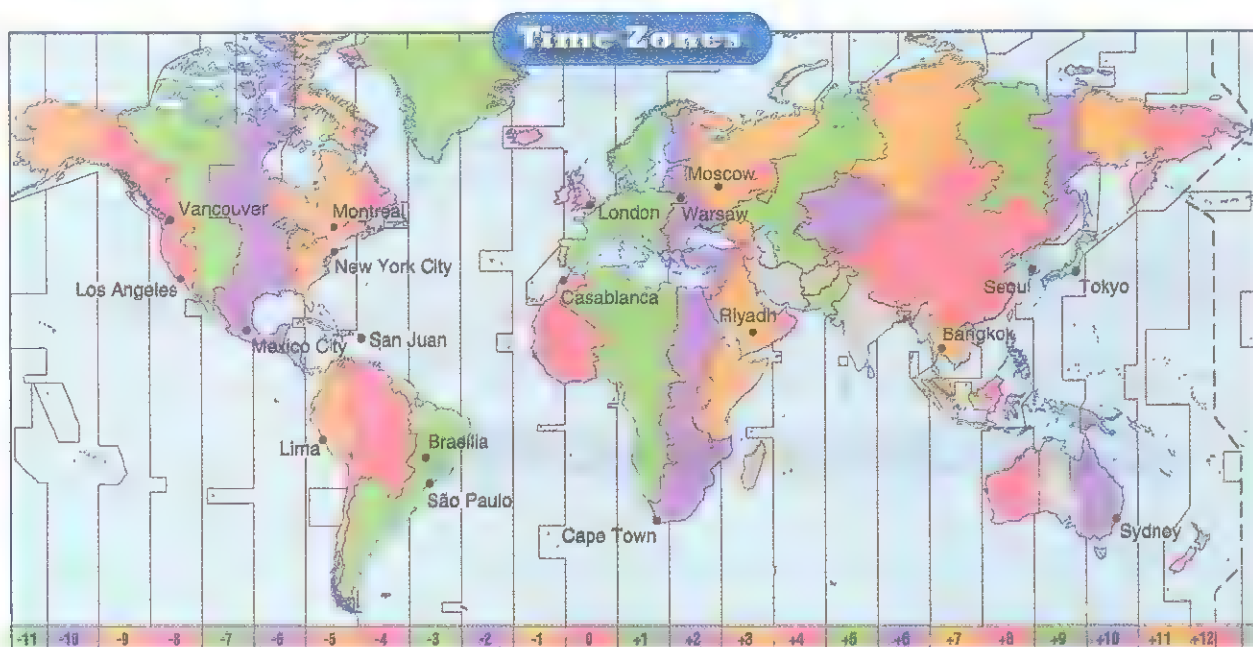 Time Zones
Moscow
Vancouver
Montreal
London
Warsaw
New York City
Los Angeles
Casablanca
Seoul
Tokyo
Riyadh
Bangkok
Mexico City
San Juan
Lima
Brasília
São Paulo
Cape Town
Sydney
-11 -10 -9 -8 -7 -6 -5 -4 -3 -2 -1 0 +1 +2 +3 +4 +5 +6 +7 +8 +9 +10 +11 +12